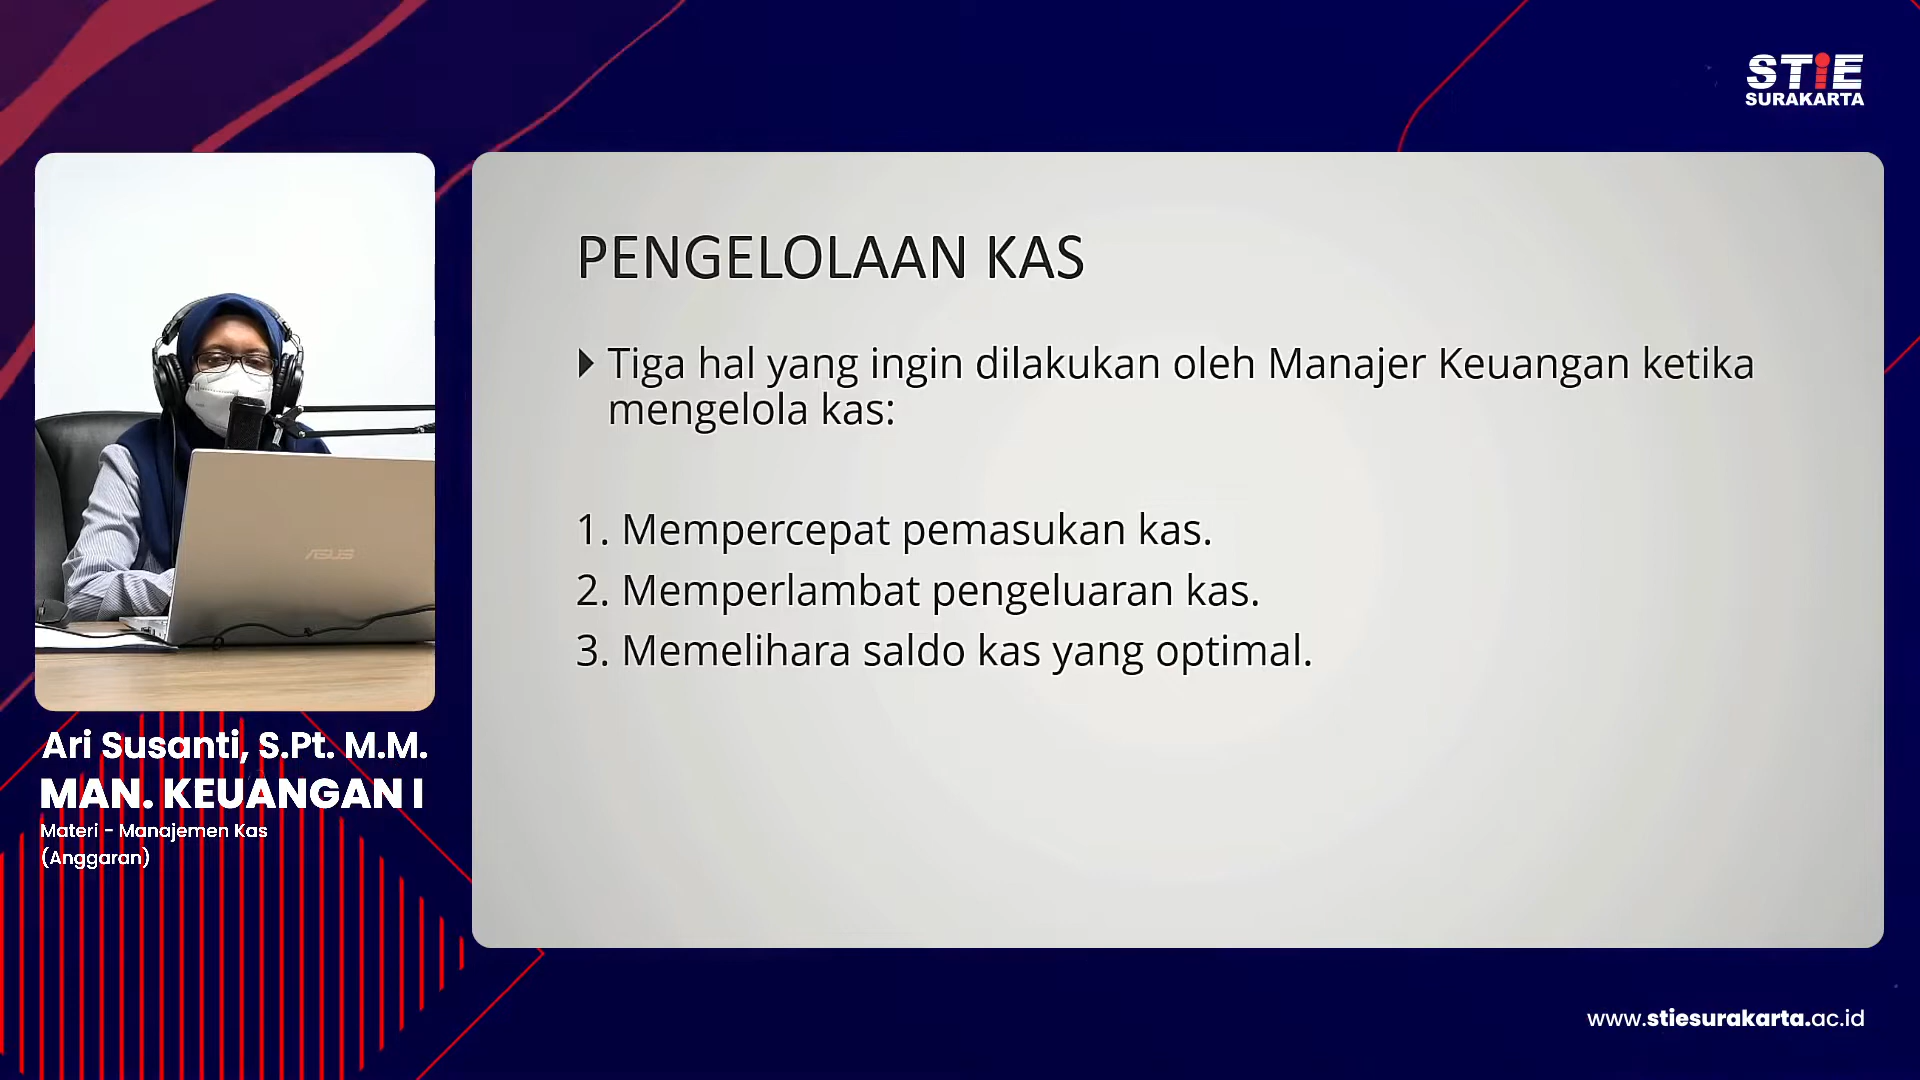 STiE
SURAKARTA
PENGELOLAAN KAS
Tiga hal yang ingin dilakukan oleh Manajer Keuangan ketika
mengelola kas:
1. Mempercepat pemasukan kas.
2. Memperlambat pengeluaran kas.
3. Memelihara saldo kas yang optimal.
ASUS
Ari Susanti, S.Pt. M.M.
MAN. KEUANGAN I
Materi - Manajemen Kas
(Anggaran)
www.stiesurakarta.ac.id